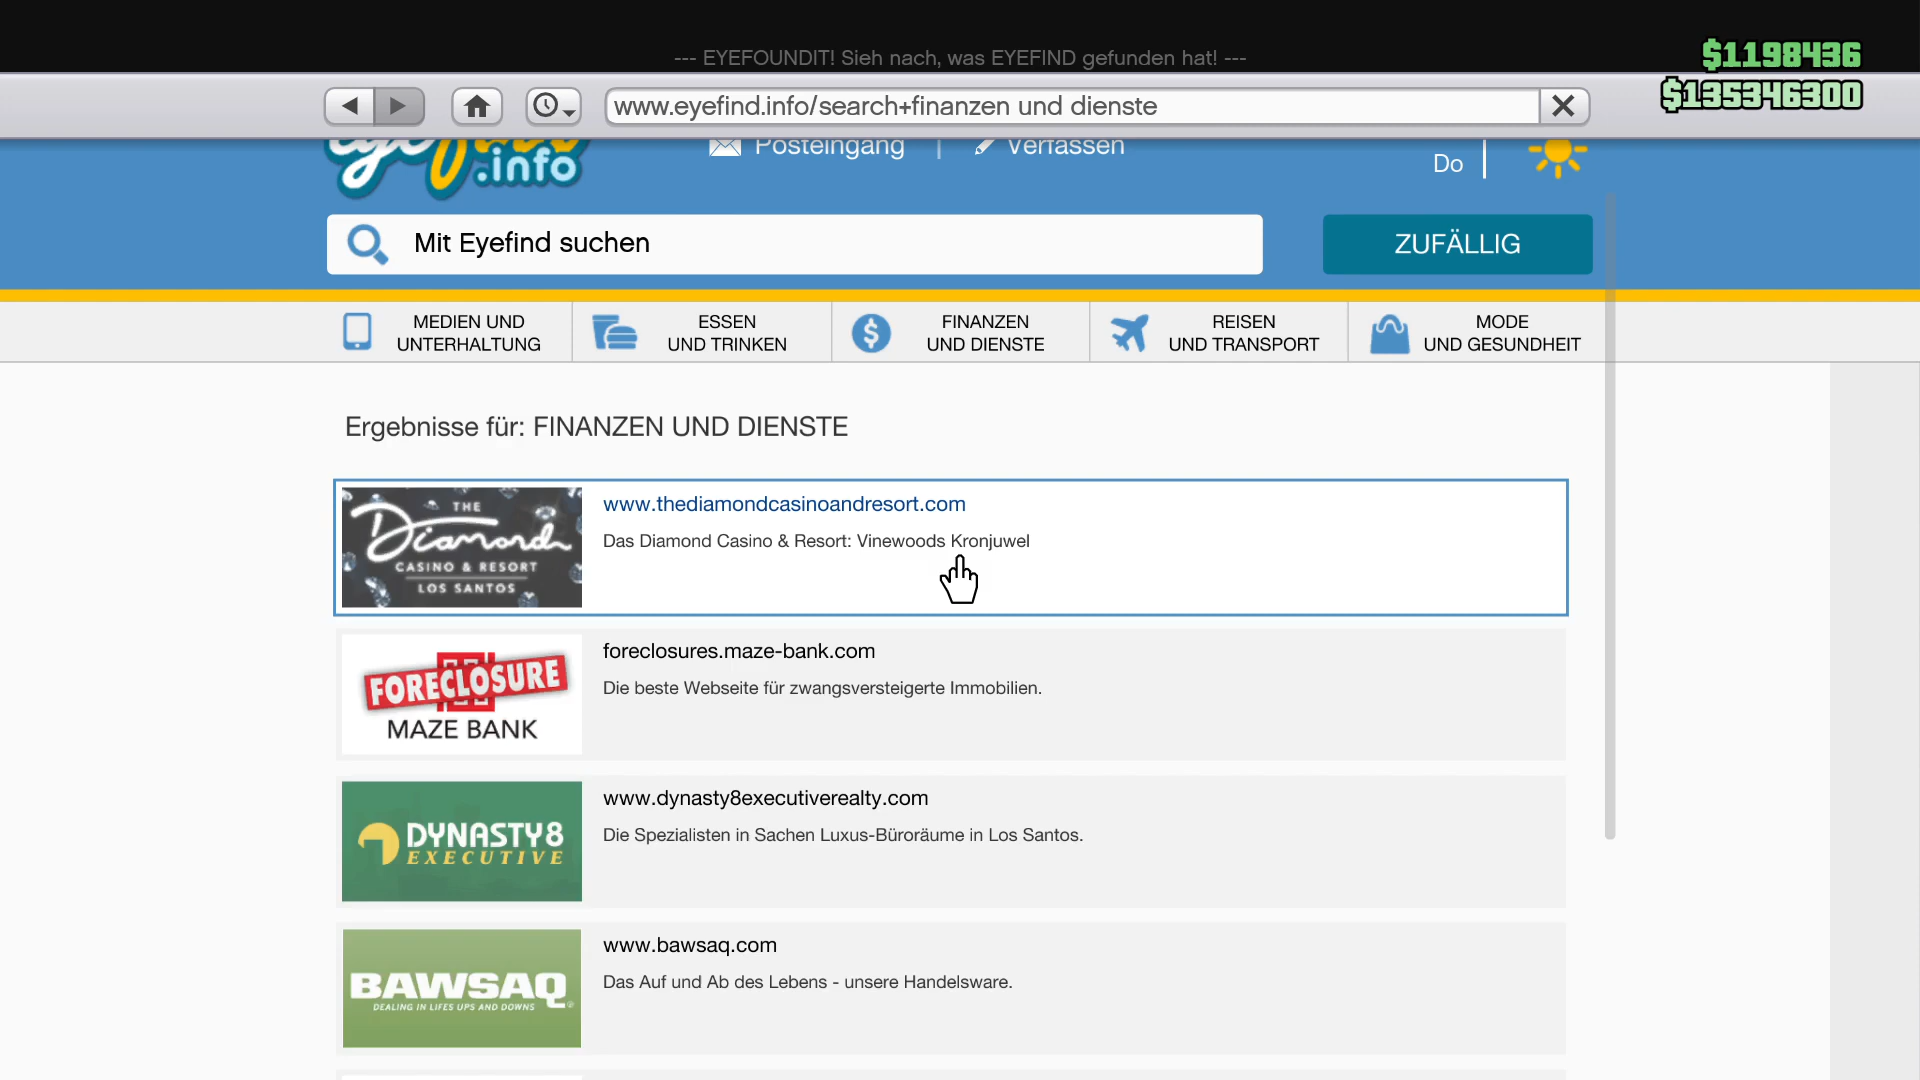 --- EYEFOUNDIT! Sieh nach, was EYEFIND gefunden hat! ---
$1198436
$135346300
www.eyefind.info/search+finanzen und dienste
eyefind
.info
Posteingang | Verfassen
Do
Mit Eyefind suchen
ZUFÄLLIG
MEDIEN UND
UNTERHALTUNG
ESSEN
UND TRINKEN
FINANZEN
UND DIENSTE
REISEN
UND TRANSPORT
MODE
UND GESUNDHEIT
Ergebnisse für: FINANZEN UND DIENSTE
THE
Diamond
CASINO & RESORT
LOS SANTOS
www.thediamondcasinoandresort.com
Das Diamond Casino & Resort: Vinewoods Kronjuwel
FORECLOSURE
MAZE BANK
foreclosures.maze-bank.com
Die beste Webseite für zwangsversteigerte Immobilien.
DYNASTY8
EXECUTIVE
www.dynasty8executiverealty.com
Die Spezialisten in Sachen Luxus-Büroräume in Los Santos.
BAWSAQ
DEALING IN LIFES UPS AND DOWNS
www.bawsaq.com
Das Auf und Ab des Lebens - unsere Handelsware.